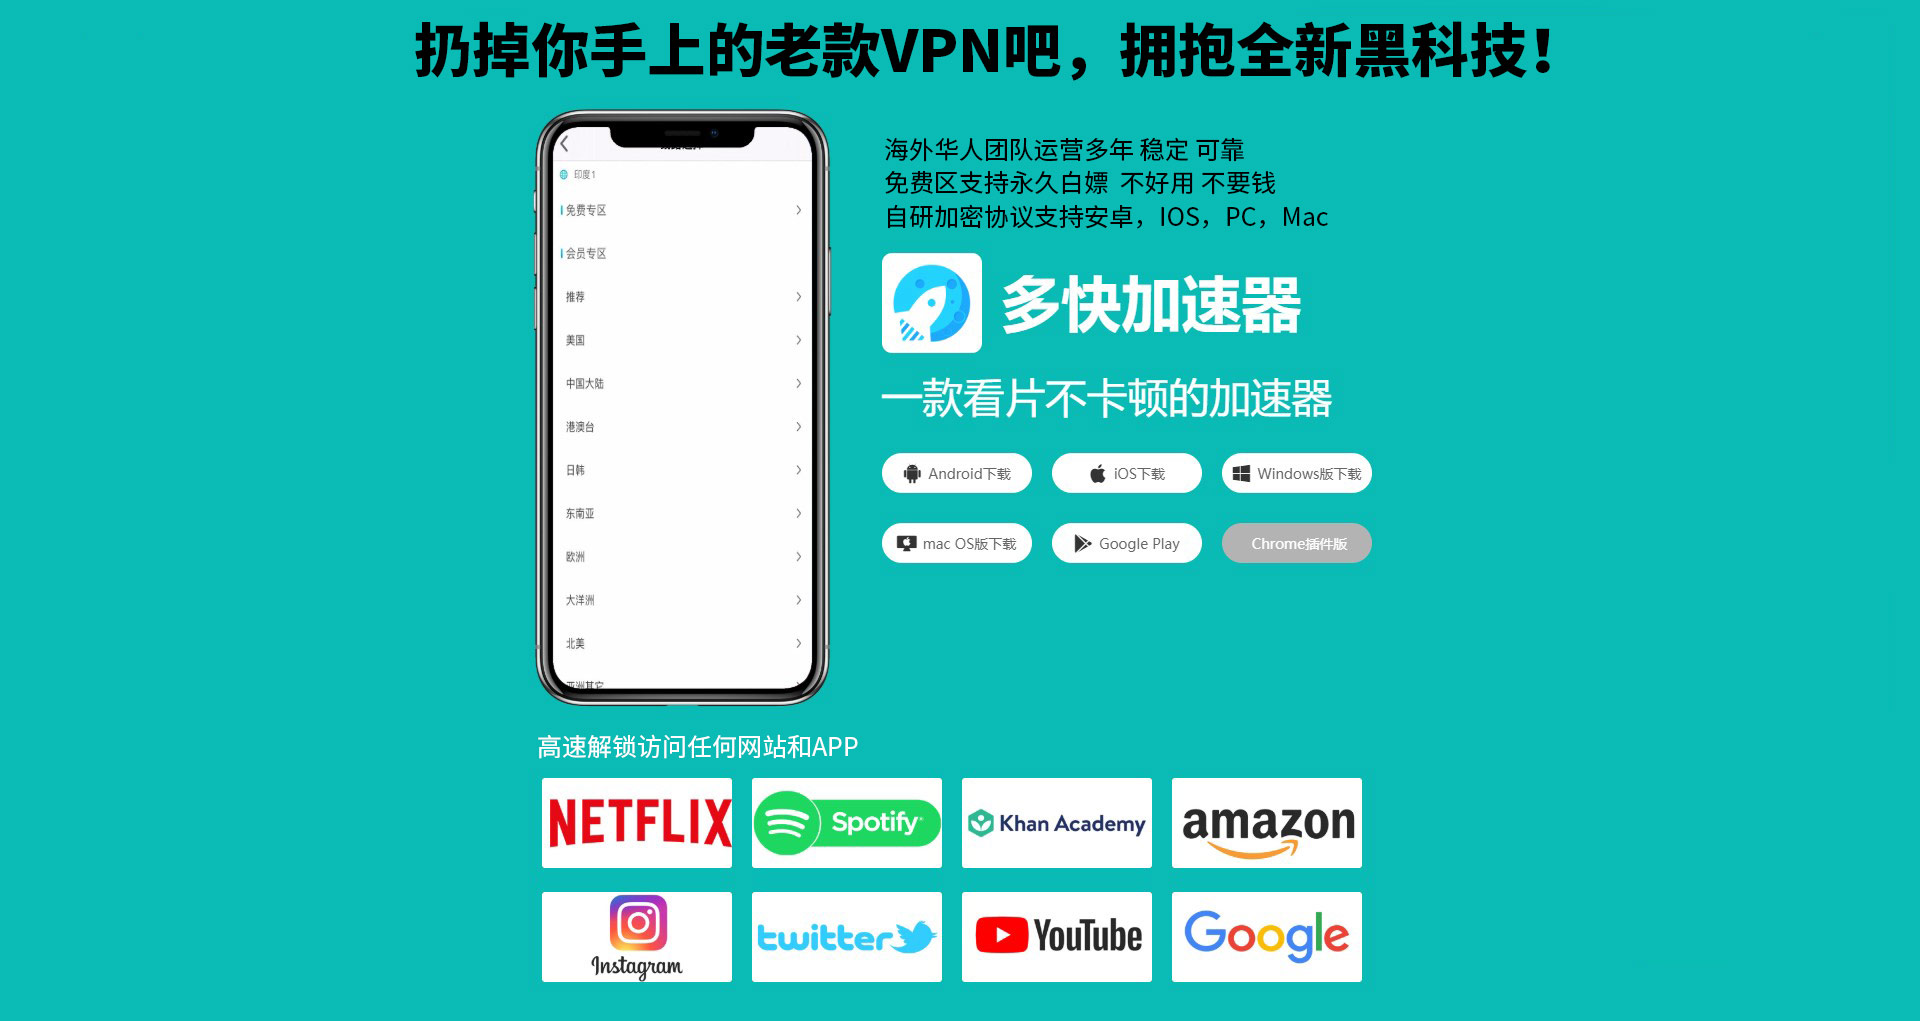 扔掉你手上的老款VPN吧，拥抱全新黑科技！
印度1
免费专区
会员专区
推荐
美国
中国大陆
港澳台
日韩
东南亚
欧洲
大洋洲
北美
亚洲其它
海外华人团队运营多年 稳定 可靠
免费区支持永久白嫖 不好用 不要钱
自研加密协议支持安卓，IOS，PC，Mac
多快加速器
一款看片不卡顿的加速器
Android下载 iOS下载 Windows版下载
mac OS版下载 Google Play Chrome插件版
高速解锁访问任何网站和APP
NETFLIX Spotify Khan Academy amazon
Instagram twitter YouTube Google